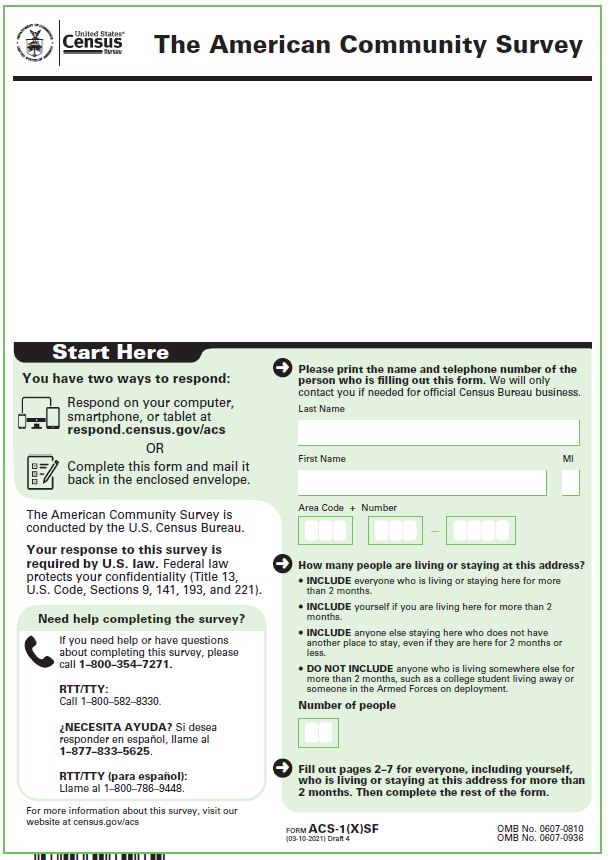 DEPARTMENT OF COMMERCE
UNITED STATES OF AMERICA
United States®
Census
Bureau
The American Community Survey
Start Here
You have two ways to respond:
Respond on your computer,
smartphone, or tablet at
respond.census.gov/acs
OR
Complete this form and mail it
back in the enclosed envelope.
The American Community Survey is
conducted by the U.S. Census Bureau.
Your response to this survey is
required by U.S. law. Federal law
protects your confidentiality (Title 13,
U.S. Code, Sections 9, 141, 193, and 221).
Need help completing the survey?
If you need help or have questions
about completing this survey, please
call 1–800–354–7271.
RTT/TTY:
Call 1–800–582–8330.
¿NECESITA AYUDA? Si desea
responder en español, llame al
1–877–833–5625.
RTT/TTY (para español):
Llame al 1–800–786–9448.
For more information about this survey, visit our
website at census.gov/acs
Please print the name and telephone number of the
person who is filling out this form. We will only
contact you if needed for official Census Bureau business.
Last Name
First Name MI
Area Code + Number
–
How many people are living or staying at this address?
• INCLUDE everyone who is living or staying here for more
than 2 months.
• INCLUDE yourself if you are living here for more than 2
months.
• INCLUDE anyone else staying here who does not have
another place to stay, even if they are here for 2 months or
less.
• DO NOT INCLUDE anyone who is living somewhere else for
more than 2 months, such as a college student living away or
someone in the Armed Forces on deployment.
Number of people
Fill out pages 2–7 for everyone, including yourself,
who is living or staying at this address for more than
2 months. Then complete the rest of the form.
FORM ACS-1(X)SF
(03-10-2021) Draft 4
OMB No. 0607-0810
OMB No. 0607-0936